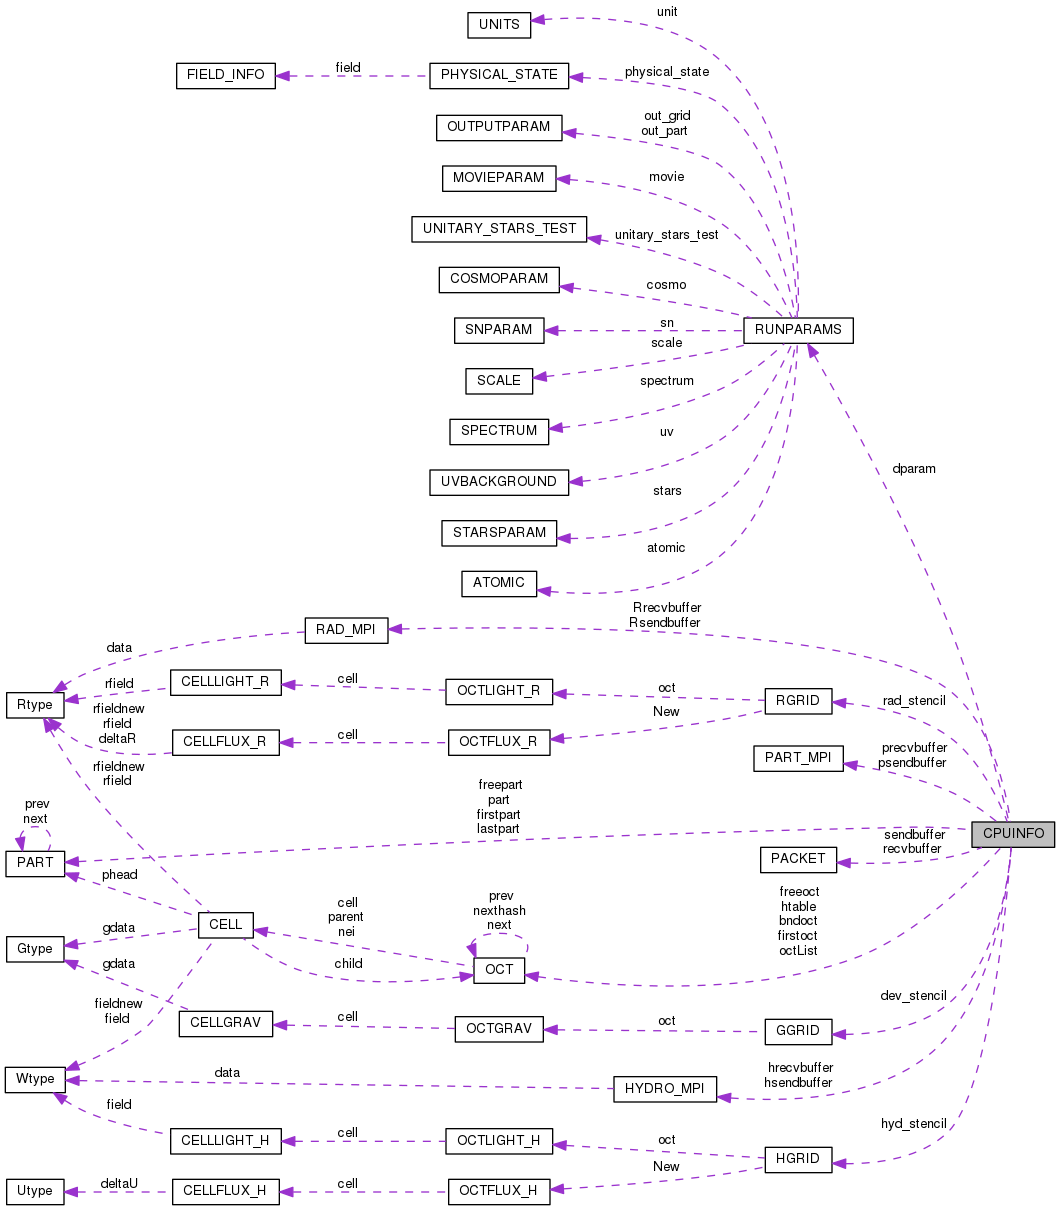 unit
UNITS
FIELD_INFO
field
PHYSICAL_STATE
physical_state
OUTPUTPARAM
out_grid
out_part
MOVIEPARAM
movie
UNITARY_STARS_TEST
unitary_stars_test
COSMOPARAM
cosmo
SNPARAM
sn
RUNPARAMS
scale
SCALE
spectrum
SPECTRUM
uv
UVBACKGROUND
dparam
stars
STARSPARAM
atomic
ATOMIC
Rrecvbuffer
Rsendbuffer
RAD_MPI
data
rfield
CELLLIGHT_R
cell
OCTLIGHT_R
oct
RGRID
rad_stencil
Rtype
rfieldnew
rfield
deltaR
CELLFLUX_R
cell
OCTFLUX_R
New
PART_MPI
precvbuffer
psendbuffer
rfieldnew
rfield
freepart
part
firstpart
lastpart
prev
next
CPUINFO
PART
phead
PACKET
sendbuffer
recvbuffer
CELL
cell
parent
nei
prev
nexthash
next
freeoct
htable
bndoct
firstoct
octList
gdata
Gtype
gdata
child
OCT
fieldnew
field
CELLGRAV
cell
OCTGRAV
oct
GGRID
dev_stencil
Wtype
data
HYDRO_MPI
hrecvbuffer
hsendbuffer
field
CELLLIGHT_H
cell
OCTLIGHT_H
oct
HGRID
hyd_stencil
New
Utype
deltaU
CELLFLUX_H
cell
OCTFLUX_H